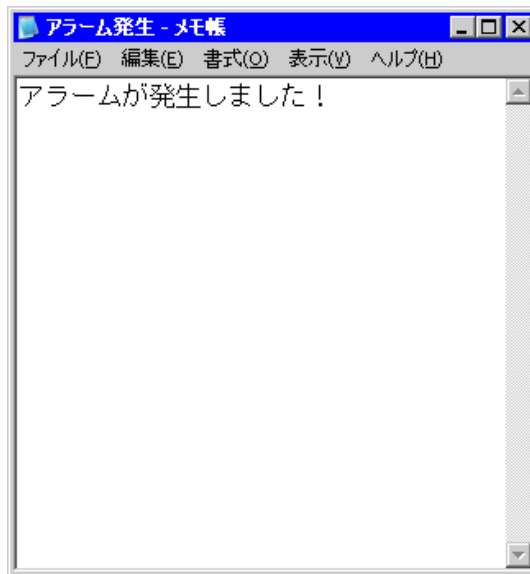 アラーム発生 - メモ帳
ファイル(F) 編集(E) 書式(O) 表示(V) ヘルプ(H)
アラームが発生しました！